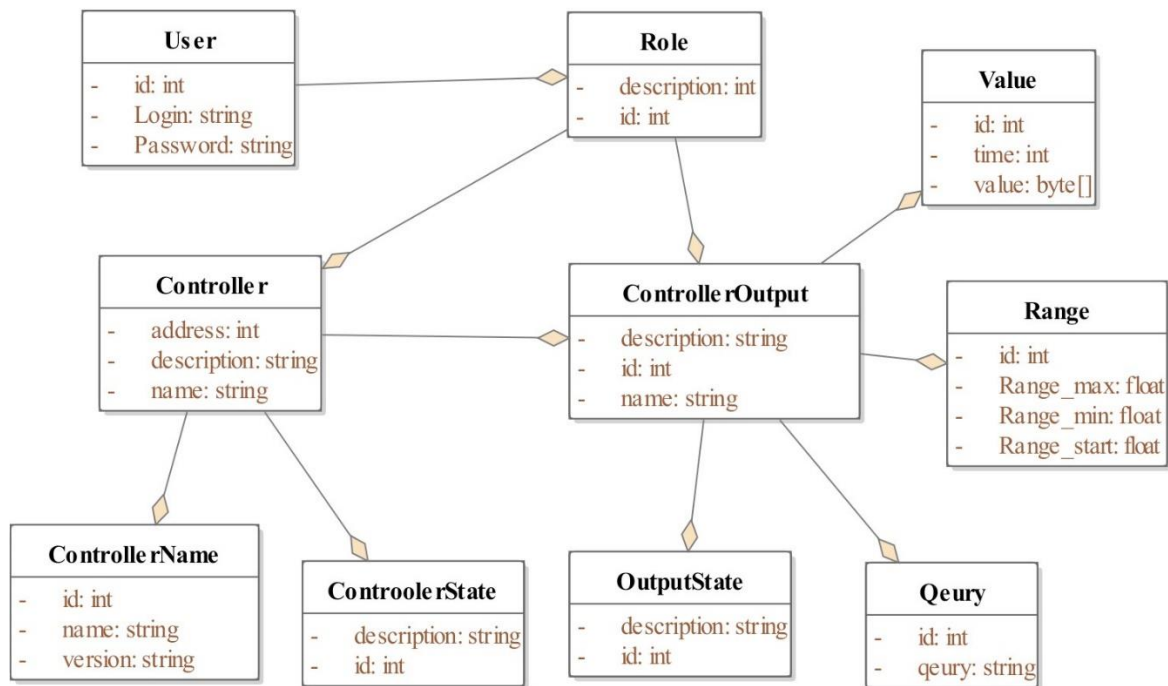 User
- id: int
- Login: string
- Password: string
Role
- description: int
- id: int
Value
- id: int
- time: int
- value: byte[]
Controller
- address: int
- description: string
- name: string
ControllerOutput
- description: string
- id: int
- name: string
Range
- id: int
- Range_max: float
- Range_min: float
- Range_start: float
ControllerName
- id: int
- name: string
- version: string
ControolerState
- description: string
- id: int
OutputState
- description: string
- id: int
Qeury
- id: int
- qeury: string